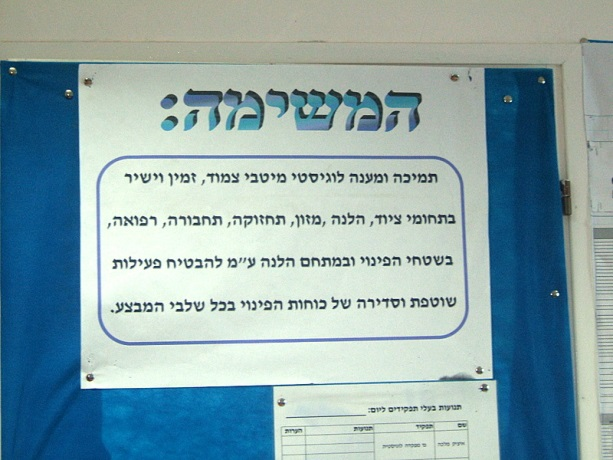 המשימה:
תמיכה ומענה לוגיסטי מיטבי צמוד, זמין וישיר
בתחומי ציוד, הלנה ,מזון, תחזוקה, תחבורה, רפואה,
בשטחי הפינוי ובמתחם הלנה ע״מ להבטיח פעילות
שוטפת וסדירה של כוחות הפינוי בכל שלבי המבצע.
תנועות בעלי תפקידים ליום:
שם תפקיד תנועות הערות